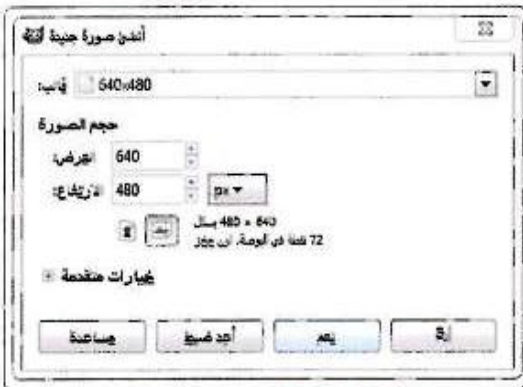 أنشئ صورة جديدة
قالب: 640x480
حجم الصورة
العرض: 640
الارتفاع: 480 px
640 × 480 بكسل
72 نقطة في البوصة،
خيارات متقدمة
مساعدة أعد ضبط نعم